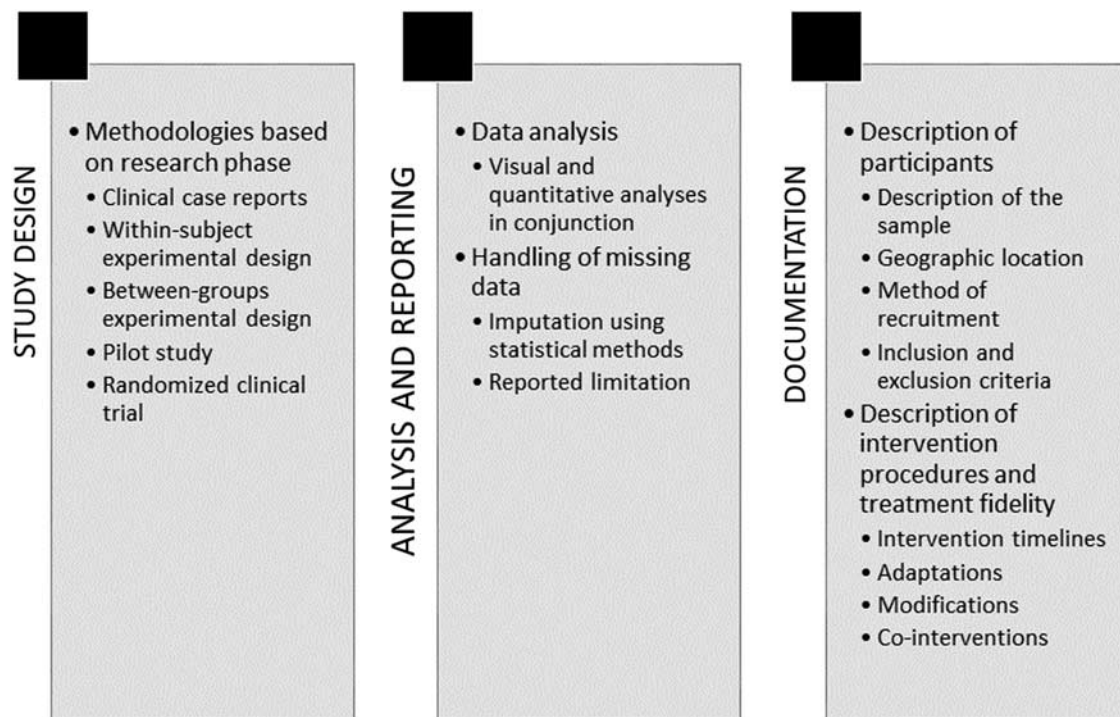 STUDY DESIGN
• Methodologies based
on research phase
• Clinical case reports
• Within-subject
experimental design
• Between-groups
experimental design
• Pilot study
• Randomized clinical
trial
ANALYSIS AND REPORTING
• Data analysis
• Visual and
quantitative analyses
in conjunction
• Handling of missing
data
• Imputation using
statistical methods
• Reported limitation
DOCUMENTATION
• Description of
participants
• Description of the
sample
• Geographic location
• Method of
recruitment
• Inclusion and
exclusion criteria
• Description of
intervention
procedures and
treatment fidelity
• Intervention timelines
• Adaptations
• Modifications
• Co-interventions